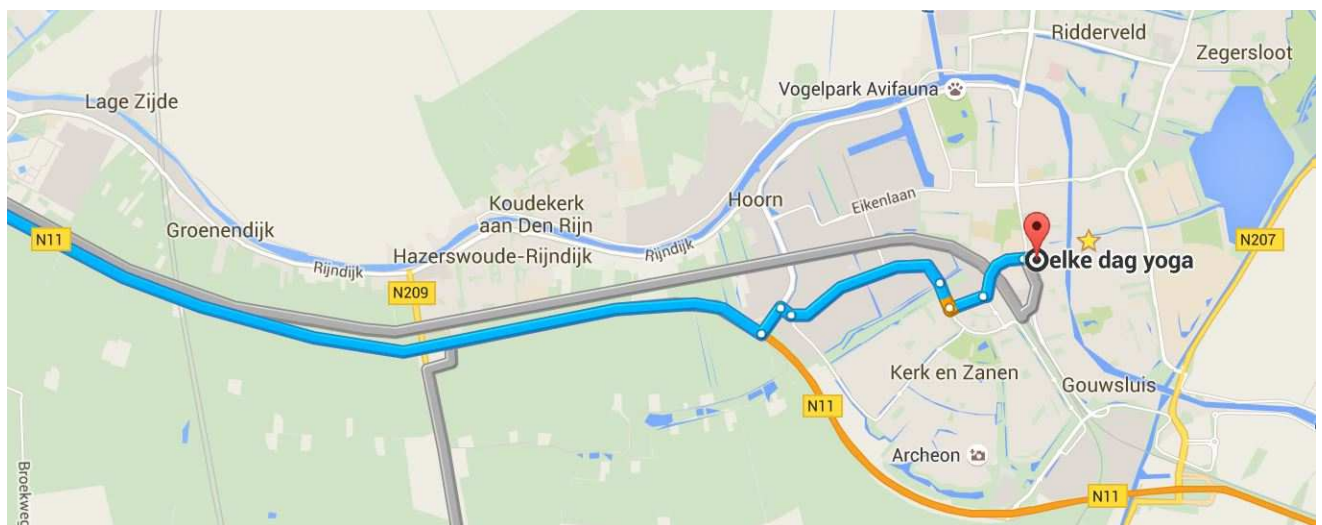 Ridderveld
Zegersloot
Vogelpark Avifauna
Lage Zijde
Koudekerk
aan Den Rijn
Hoorn
Eikenlaan
Groenendijk
N11
Rijndijk
Hazerswoude-Rijndijk
Rijndijk
N207
elke dag yoga
N209
Kerk en Zanen
Gouwsluis
N11
Archeon
Broekweg
N11